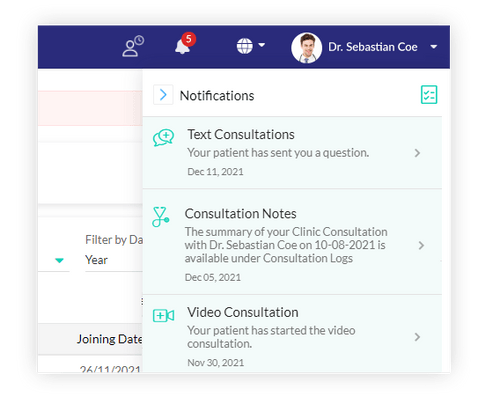 5
Dr. Sebastian Coe
Notifications
Text Consultations
Your patient has sent you a question.
Dec 11, 2021
Consultation Notes
The summary of your Clinic Consultation
with Dr. Sebastian Coe on 10-08-2021 is
available under Consultation Logs
Dec 05, 2021
Video Consultation
Your patient has started the video
consultation.
Nov 30, 2021
Filter by Da
Year
Joining Date
26/11/2021